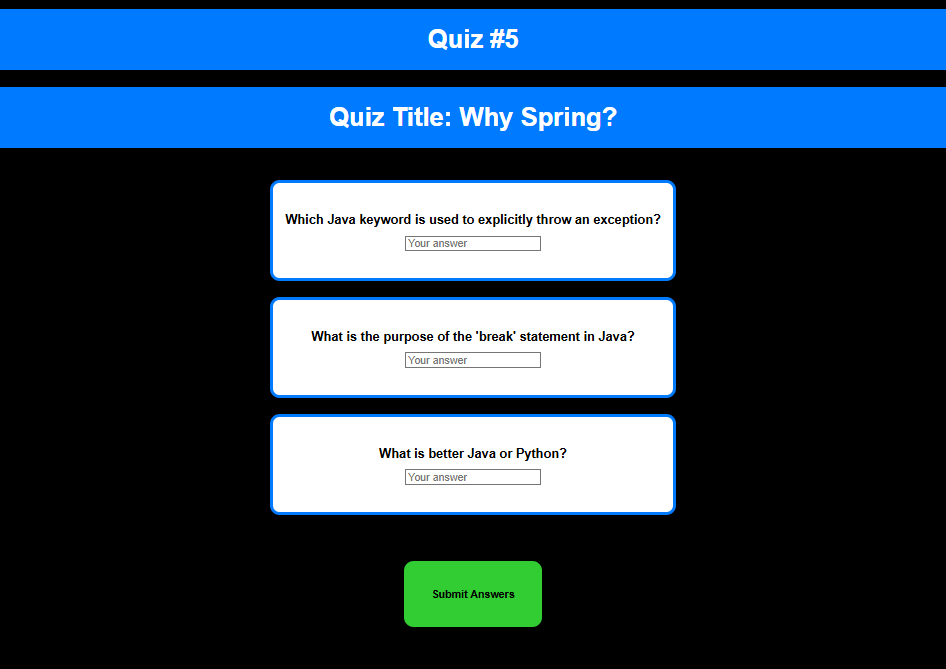 Quiz #5
Quiz Title: Why Spring?
Which Java keyword is used to explicitly throw an exception?
Your answer
What is the purpose of the 'break' statement in Java?
Your answer
What is better Java or Python?
Your answer
Submit Answers